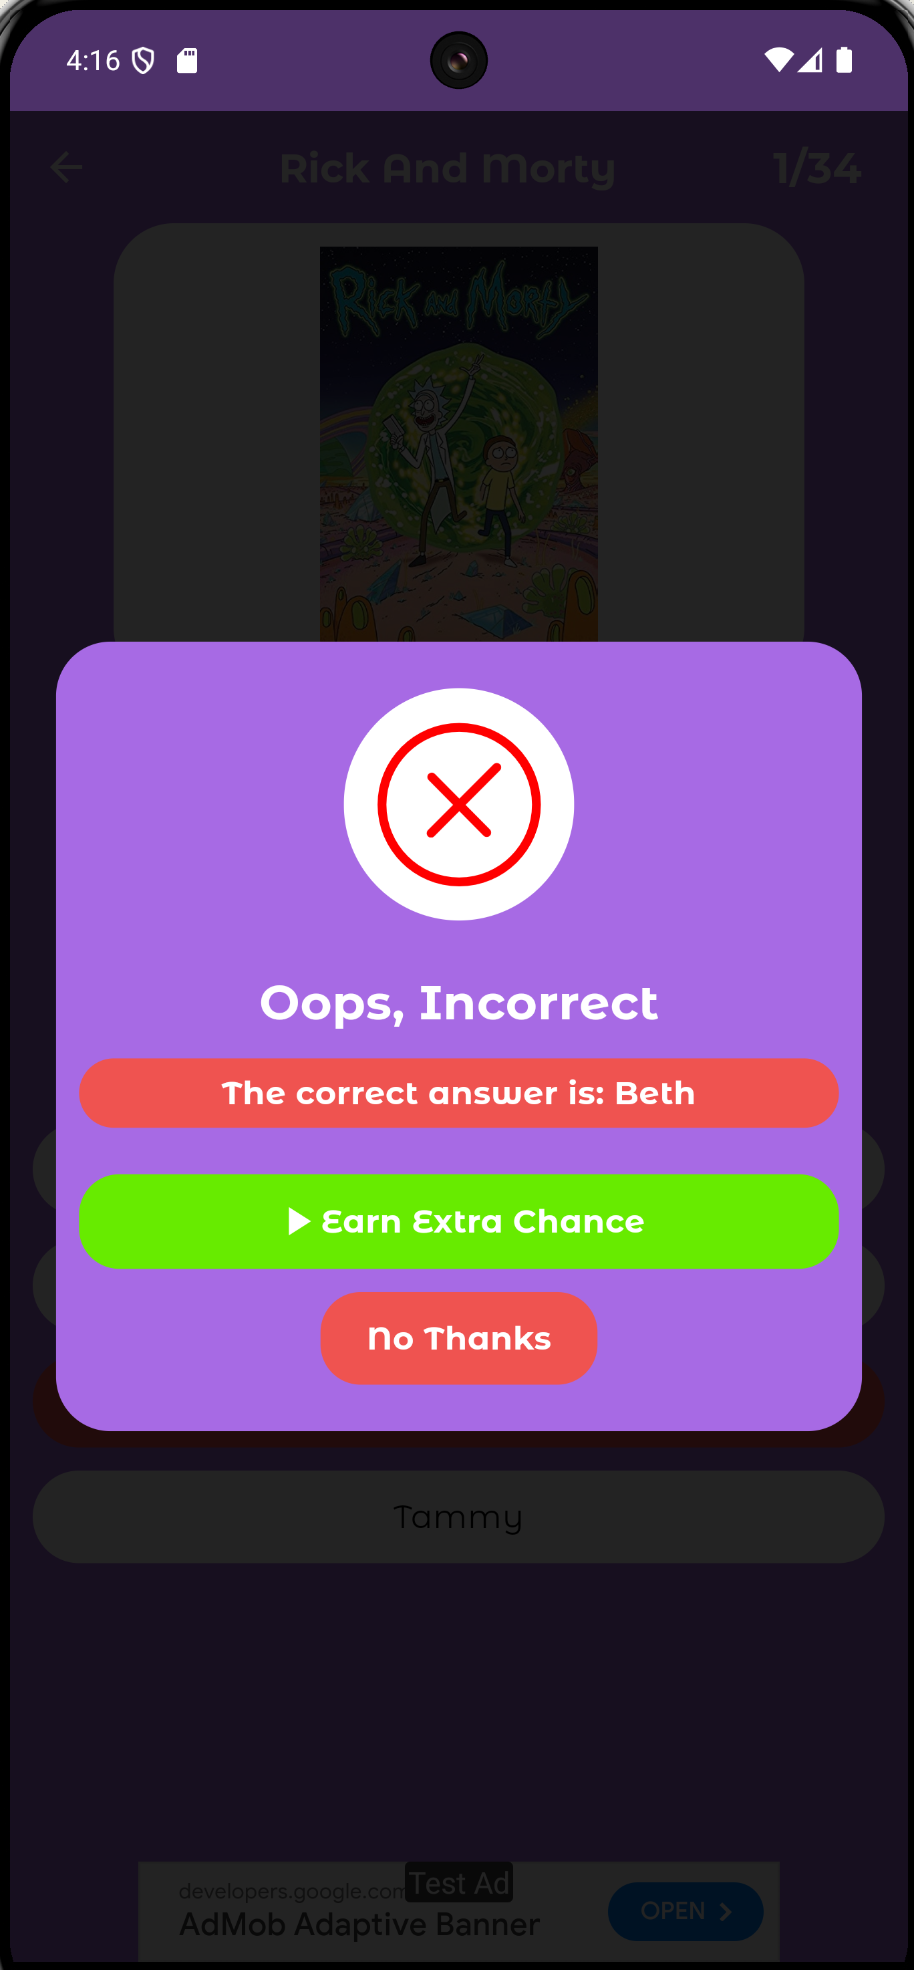 4:16
Rick And Morty 1/34
Rick and Morty
Oops, Incorrect
The correct answer is: Beth
Earn Extra Chance
No Thanks
Tammy
Test Ad
developers.google.com
AdMob Adaptive Banner
OPEN